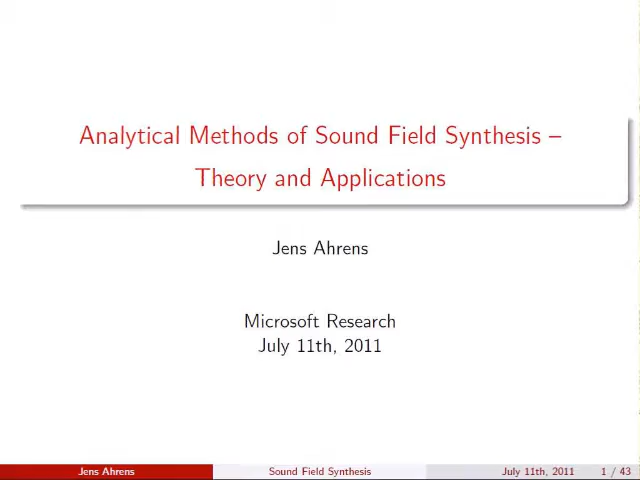 Analytical Methods of Sound Field Synthesis –
Theory and Applications
Jens Ahrens
Microsoft Research
July 11th, 2011
Jens Ahrens Sound Field Synthesis July 11th, 2011 1 / 43